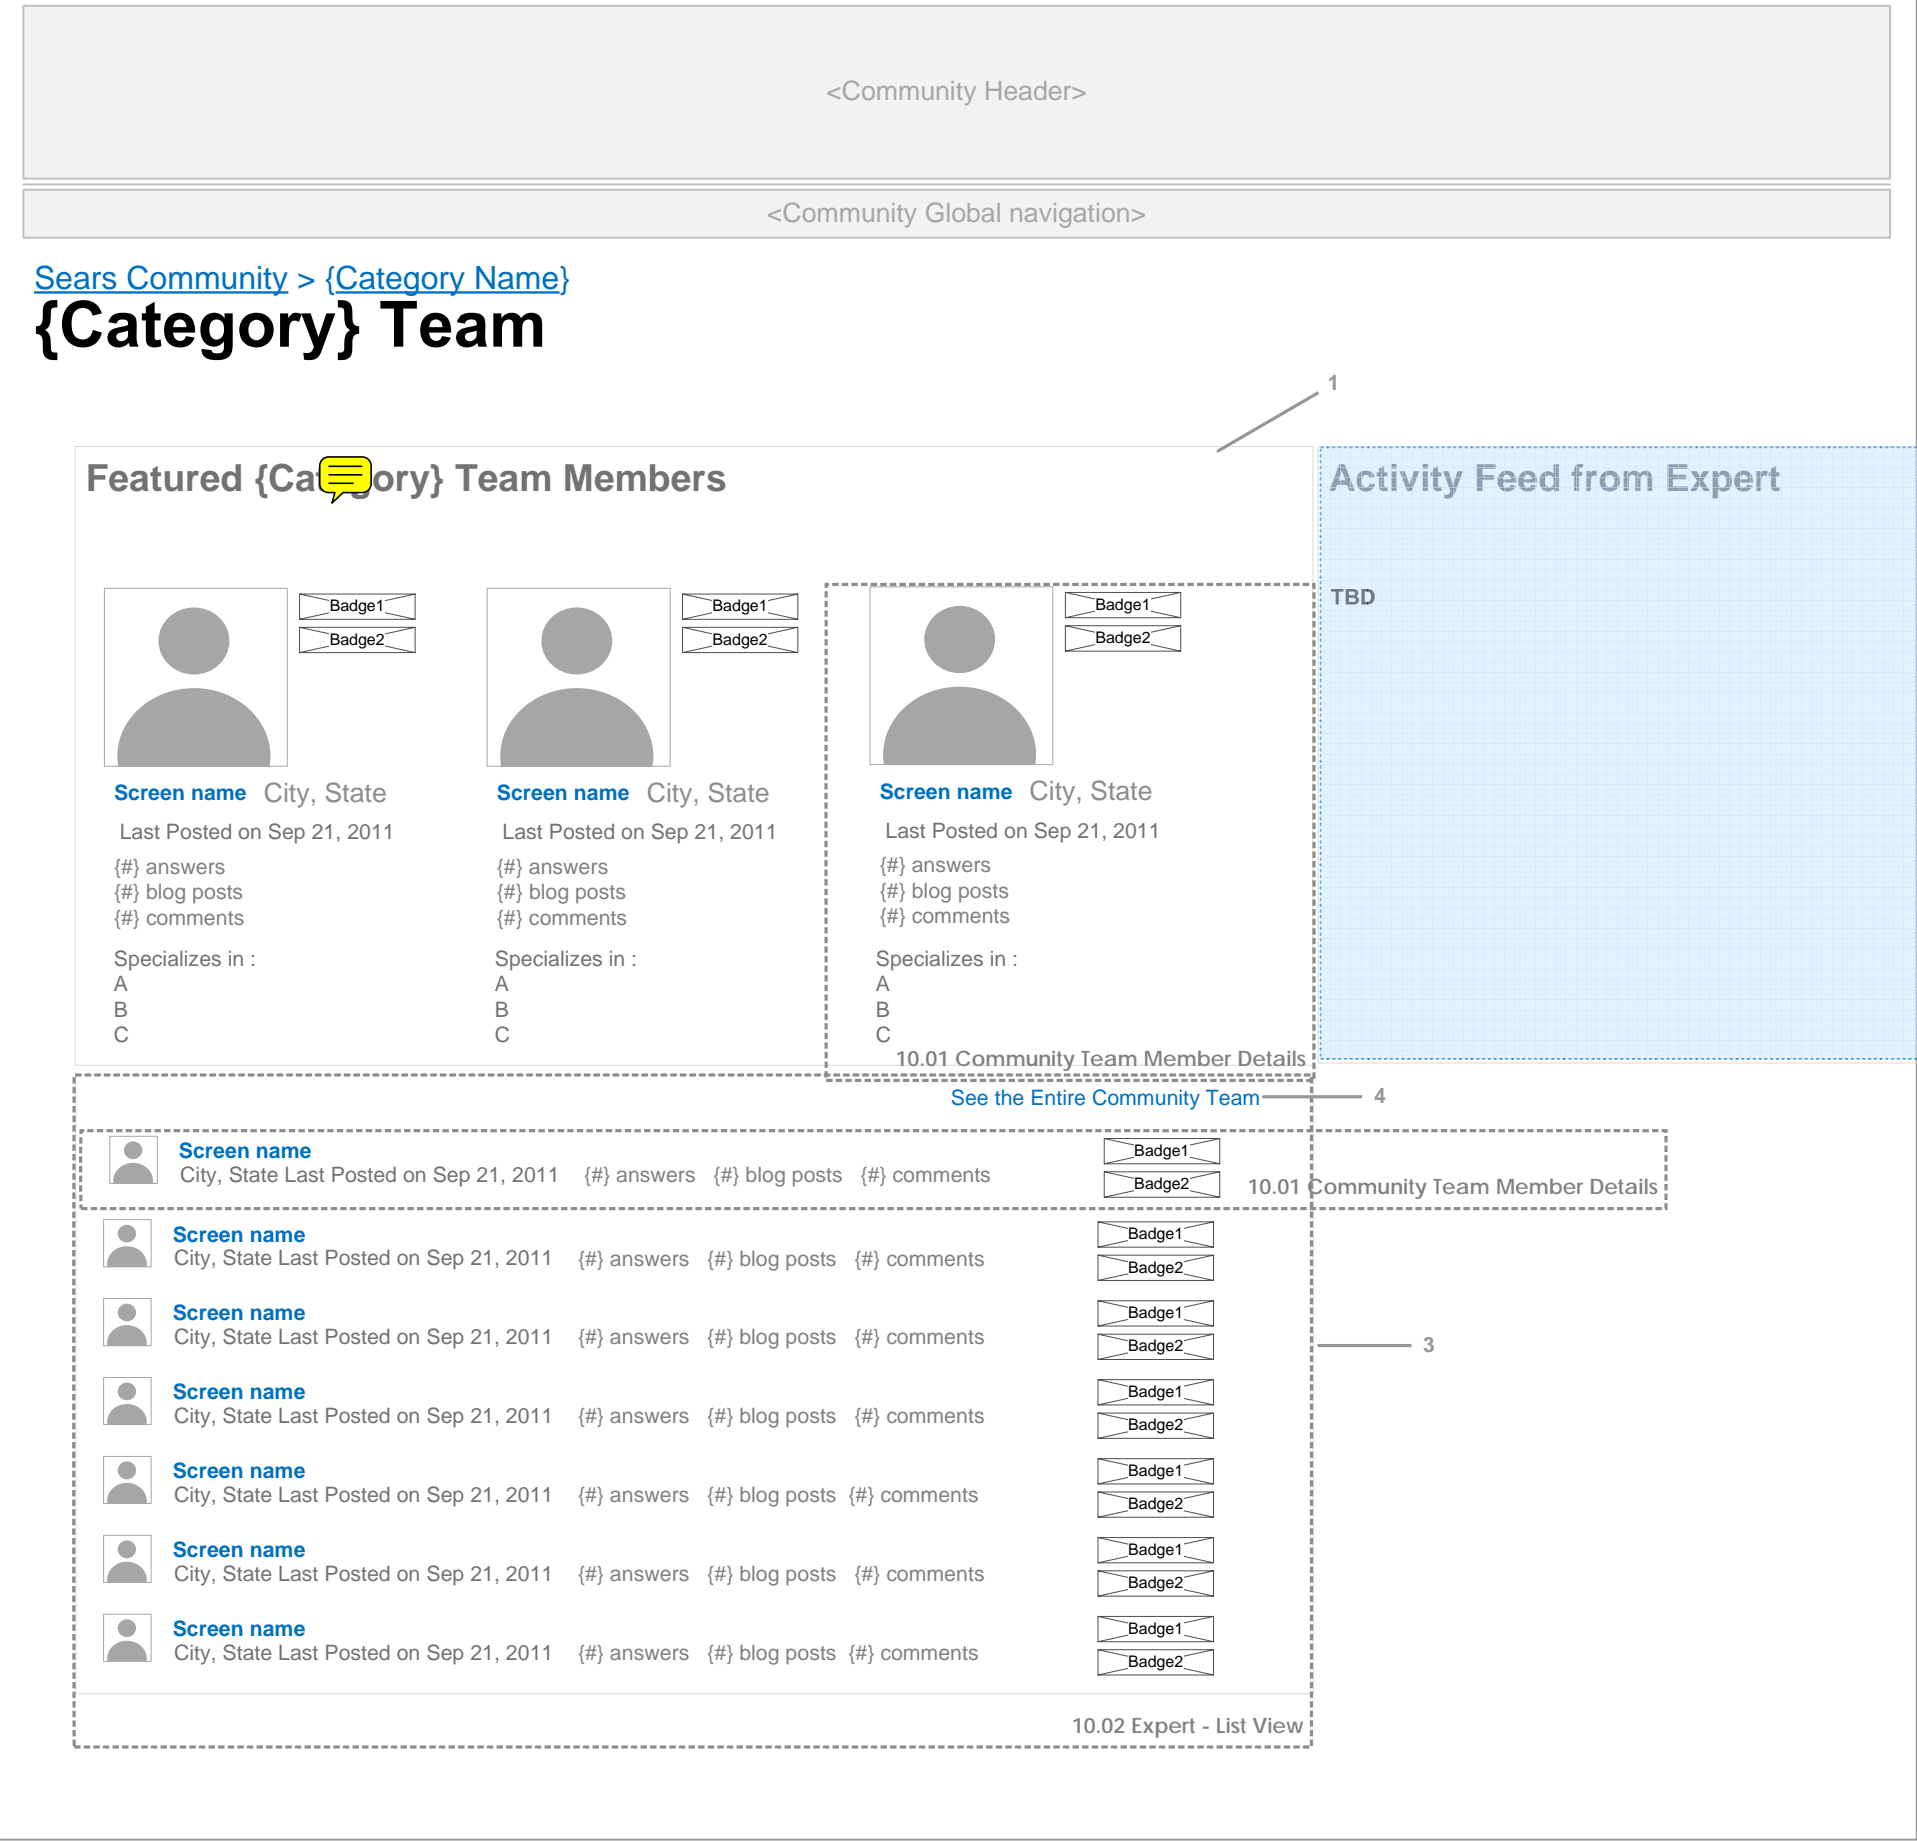 <Community Header>
<Community Global navigation>
Sears Community > {Category Name}
{Category} Team
1
Featured {Ca ory} Team Members
Activity Feed from Expert
TBD
Badge1
Badge2
Screen name City, State
Last Posted on Sep 21, 2011
{#} answers
{#} blog posts
{#} comments
Specializes in :
A
B
C
Badge1
Badge2
Screen name City, State
Last Posted on Sep 21, 2011
{#} answers
{#} blog posts
{#} comments
Specializes in :
A
B
C
Badge1
Badge2
Screen name City, State
Last Posted on Sep 21, 2011
{#} answers
{#} blog posts
{#} comments
Specializes in :
A
B
C
10.01 Community Team Member Details
See the Entire Community Team 4
Screen name
City, State Last Posted on Sep 21, 2011 {#} answers {#} blog posts {#} comments
Badge1
Badge2
10.01 Community Team Member Details
Screen name
City, State Last Posted on Sep 21, 2011 {#} answers {#} blog posts {#} comments
Badge1
Badge2
Screen name
City, State Last Posted on Sep 21, 2011 {#} answers {#} blog posts {#} comments
Badge1
Badge2
3
Screen name
City, State Last Posted on Sep 21, 2011 {#} answers {#} blog posts {#} comments
Badge1
Badge2
Screen name
City, State Last Posted on Sep 21, 2011 {#} answers {#} blog posts {#} comments
Badge1
Badge2
Screen name
City, State Last Posted on Sep 21, 2011 {#} answers {#} blog posts {#} comments
Badge1
Badge2
Screen name
City, State Last Posted on Sep 21, 2011 {#} answers {#} blog posts {#} comments
Badge1
Badge2
10.02 Expert - List View